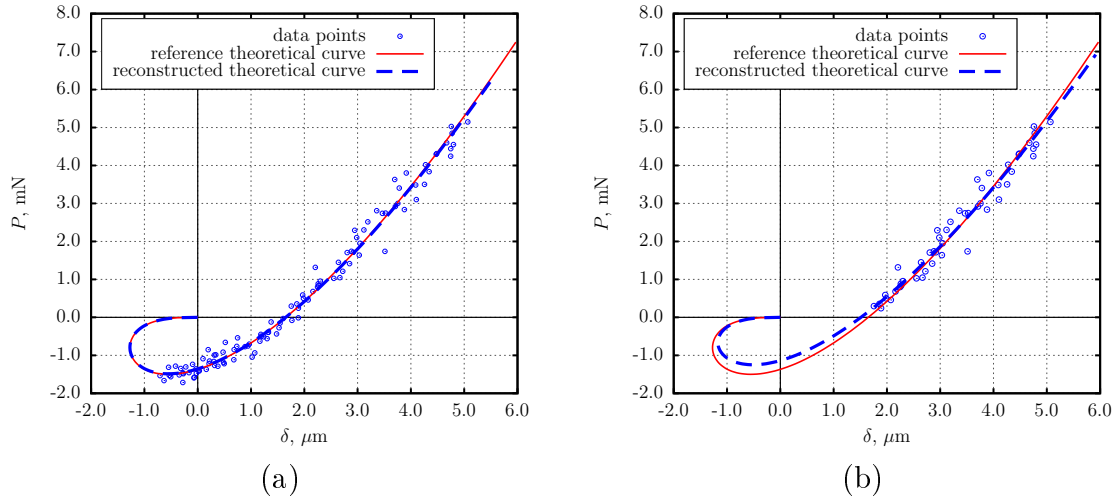 8.0
7.0
6.0
5.0
4.0
3.0
2.0
1.0
0.0
-1.0
-2.0
P, mN
data points
reference theoretical curve
reconstructed theoretical curve
-2.0 -1.0 0.0 1.0 2.0 3.0 4.0 5.0 6.0
δ, μm
(a)
8.0
7.0
6.0
5.0
4.0
3.0
2.0
1.0
0.0
-1.0
-2.0
P, mN
data points
reference theoretical curve
reconstructed theoretical curve
-2.0 -1.0 0.0 1.0 2.0 3.0 4.0 5.0 6.0
δ, μm
(b)